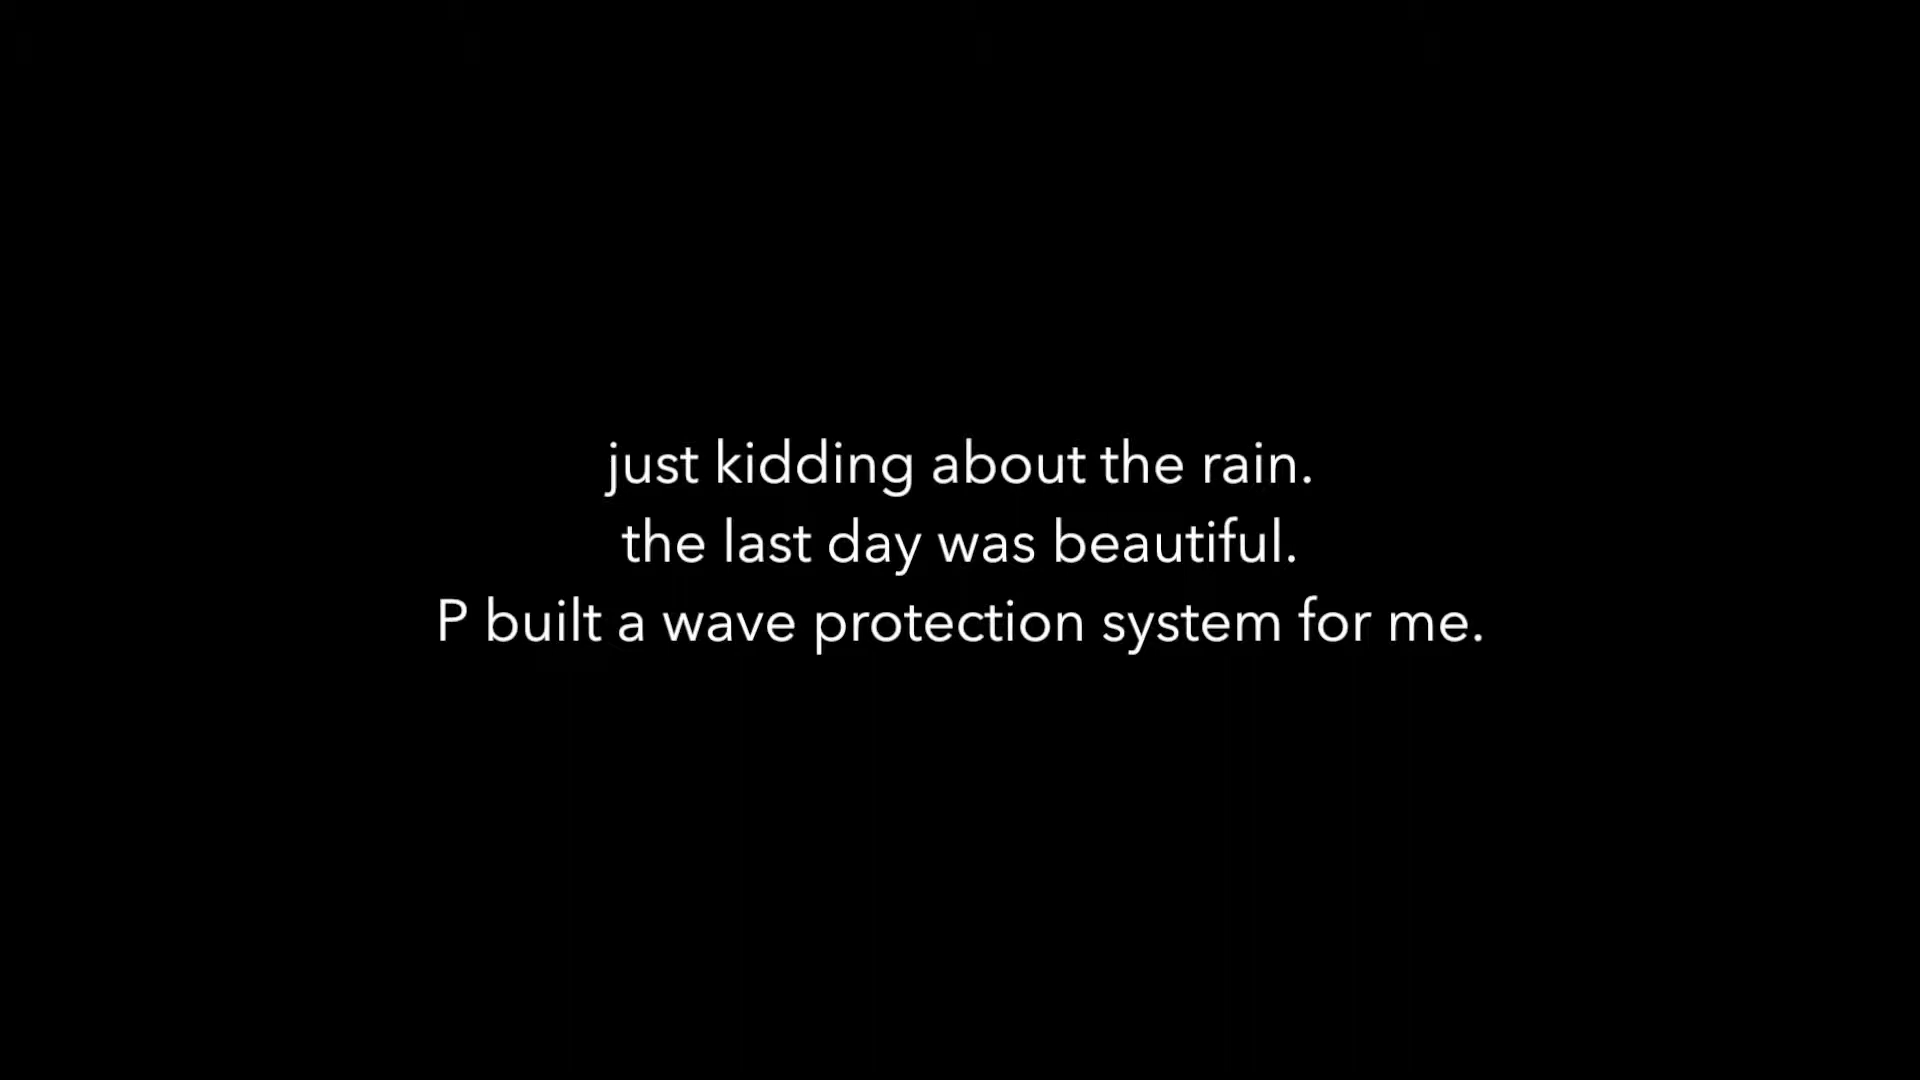 just kidding about the rain.
the last day was beautiful.
P built a wave protection system for me.